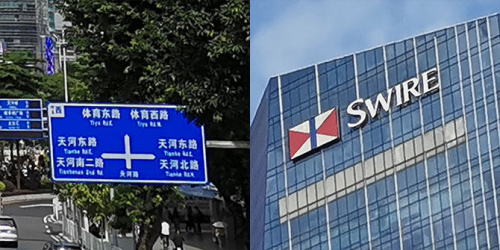 西
体育东路 体育西路
Tiyu Rd.E. Tiyu Rd.W.
天河东路 天河路
Tianhe Rd.E. Tianhe Rd.
天河南二路 天河北路
Tianhenan 2nd Rd Tianhe Rd.N.
天河路
SWIRE